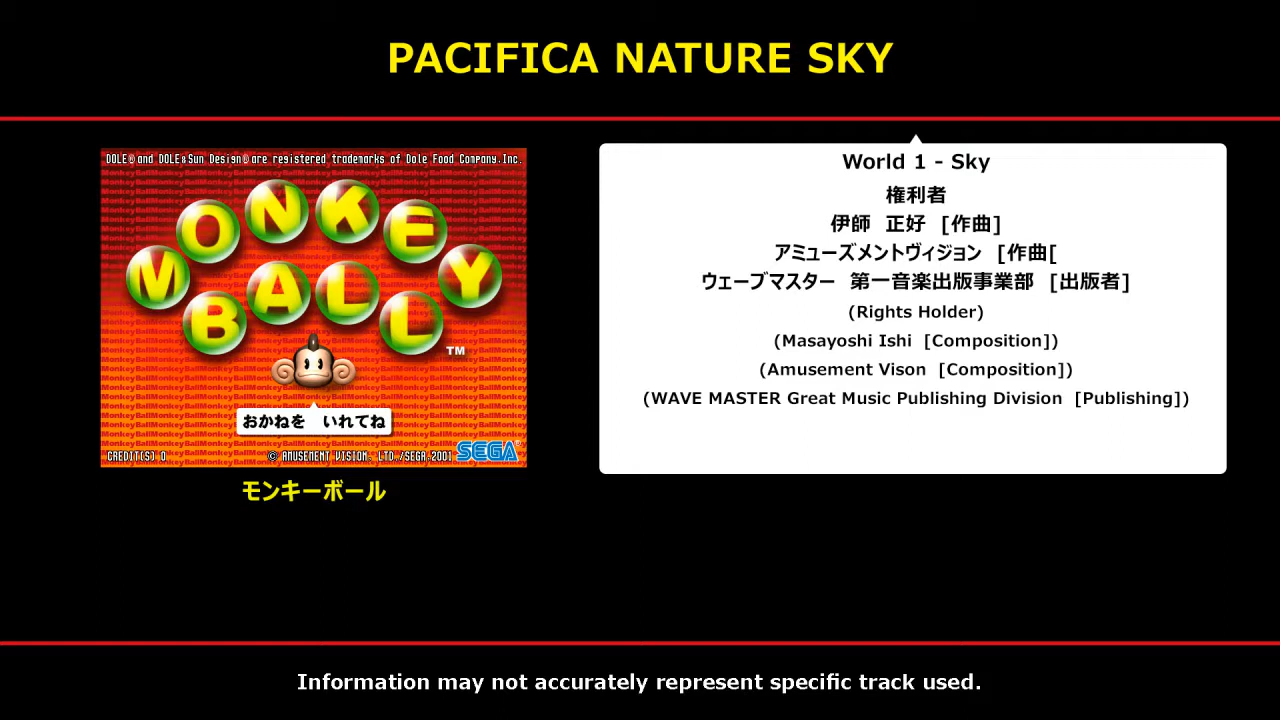 PACIFICA NATURE SKY
DOLE® and DOLE&Sun Design® are registered trademarks of Dole Food Company.Inc.
MONKEY
BALL
TM
おかねを いれてね
CREDIT(S) 0
© AMUSEMENT VISION, LTD./SEGA,2001
SEGA
モンキーボール
World 1 - Sky
権利者
伊師 正好 [作曲]
アミューズメントヴィジョン [作曲[
ウェーブマスター 第一音楽出版事業部 [出版者]
(Rights Holder)
(Masayoshi Ishi [Composition])
(Amusement Vison [Composition])
(WAVE MASTER Great Music Publishing Division [Publishing])
Information may not accurately represent specific track used.